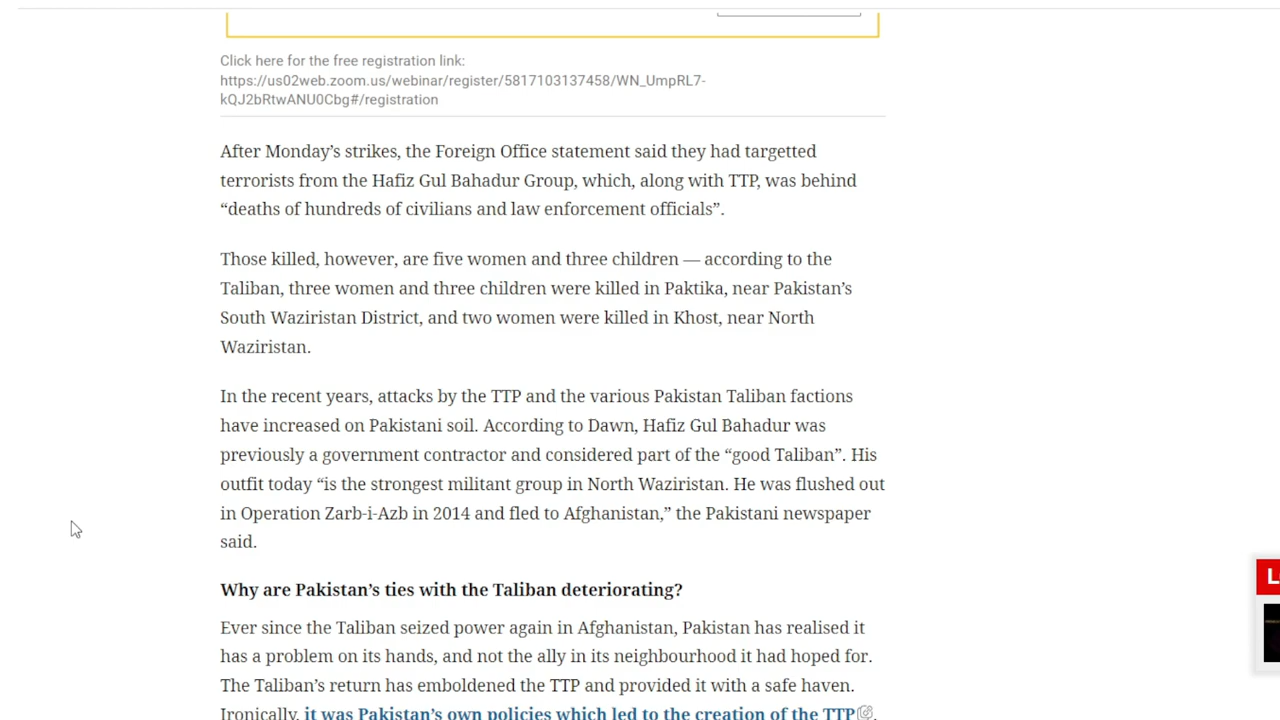 Click here for the free registration link:
https://us02web.zoom.us/webinar/register/5817103137458/WN_UmpRL7-
kQJ2bRtwANU0Cbg#/registration
After Monday’s strikes, the Foreign Office statement said they had targetted
terrorists from the Hafiz Gul Bahadur Group, which, along with TTP, was behind
“deaths of hundreds of civilians and law enforcement officials”.
Those killed, however, are five women and three children — according to the
Taliban, three women and three children were killed in Paktika, near Pakistan’s
South Waziristan District, and two women were killed in Khost, near North
Waziristan.
In the recent years, attacks by the TTP and the various Pakistan Taliban factions
have increased on Pakistani soil. According to Dawn, Hafiz Gul Bahadur was
previously a government contractor and considered part of the “good Taliban”. His
outfit today “is the strongest militant group in North Waziristan. He was flushed out
in Operation Zarb-i-Azb in 2014 and fled to Afghanistan,” the Pakistani newspaper
said.
Why are Pakistan’s ties with the Taliban deteriorating?
Ever since the Taliban seized power again in Afghanistan, Pakistan has realised it
has a problem on its hands, and not the ally in its neighbourhood it had hoped for.
The Taliban’s return has emboldened the TTP and provided it with a safe haven.
Ironically, it was Pakistan’s own policies which led to the creation of the TTP.